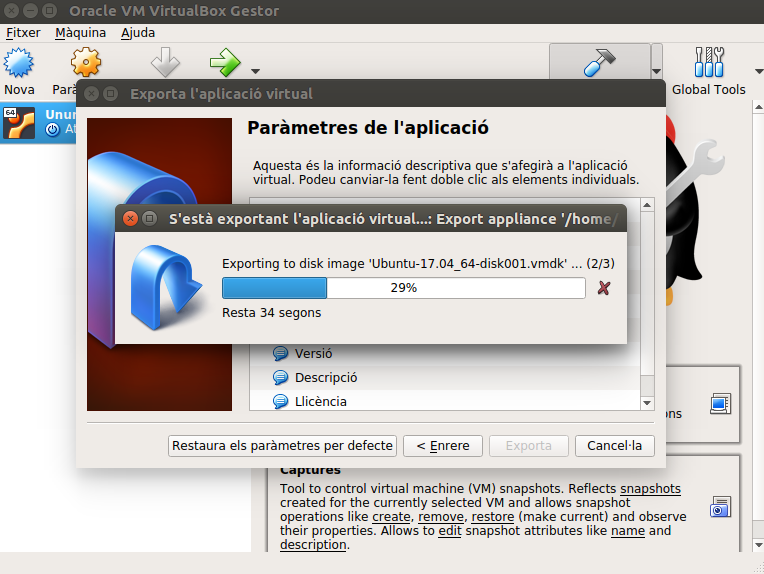 Oracle VM VirtualBox Gestor
Fitxer Màquina Ajuda
Nova
Global Tools
64
Exporta l'aplicació virtual
Paràmetres de l'aplicació
Aquesta és la informació descriptiva que s'afegirà a l'aplicació
virtual. Podeu canviar-la fent doble clic als elements individuals.
S'està exportant l'aplicació virtual...: Export appliance '/home/
Exporting to disk image 'Ubuntu-17.04_64-disk001.vmdk' ... (2/3)
29%
Resta 34 segons
Versió
Descripció
Llicència
Restaura els paràmetres per defecte
< Enrere
Exporta
Cancel·la
Captures
Tool to control virtual machine (VM) snapshots. Reflects snapshots
created for the currently selected VM and allows snapshot
operations like create, remove, restore (make current) and observe
their properties. Allows to edit snapshot attributes like name and
description.